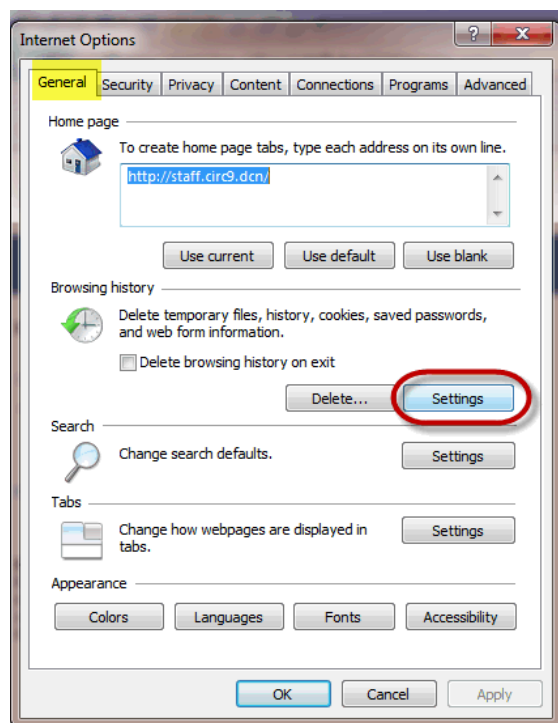 Internet Options
General Security Privacy Content Connections Programs Advanced
Home page
To create home page tabs, type each address on its own line.
http://staff.circ9.dcn/
Use current Use default Use blank
Browsing history
Delete temporary files, history, cookies, saved passwords,
and web form information.
Delete browsing history on exit
Delete... Settings
Search
Change search defaults. Settings
Tabs
Change how webpages are displayed in Settings
tabs.
Appearance
Colors Languages Fonts Accessibility
OK Cancel Apply